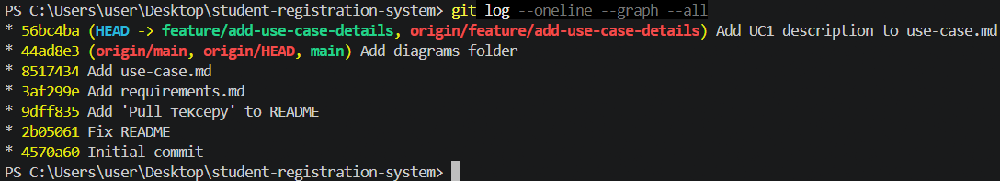 PS C:\Users\user\Desktop\student-registration-system> git log --oneline --graph --all
* 56bc4ba (HEAD -> feature/add-use-case-details, origin/feature/add-use-case-details) Add UC1 description to use-case.md
* 44ad8e3 (origin/main, origin/HEAD, main) Add diagrams folder
* 8517434 Add use-case.md
* 3af299e Add requirements.md
* 9dff835 Add 'Pull тексеру' to README
* 2b05061 Fix README
* 4570a60 Initial commit
PS C:\Users\user\Desktop\student-registration-system>